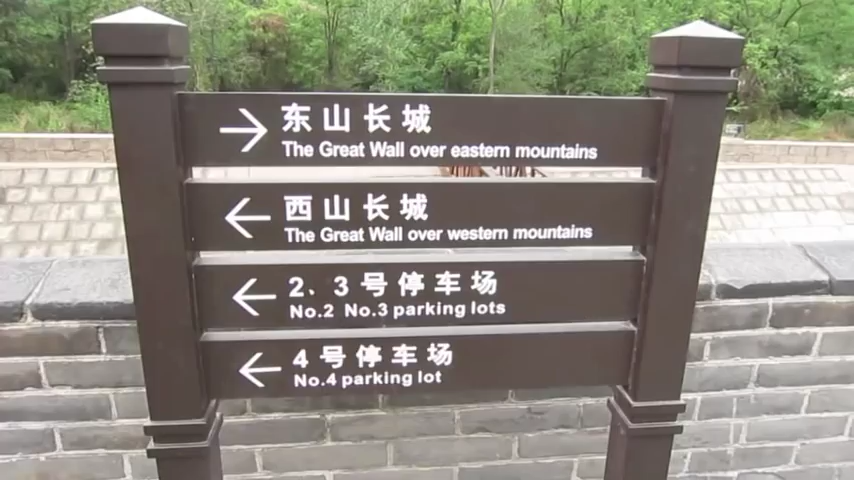 东山长城
The Great Wall over eastern mountains
西山长城
The Great Wall over western mountains
2、3号停车场
No.2 No.3 parking lots
4号停车场
No.4 parking lot